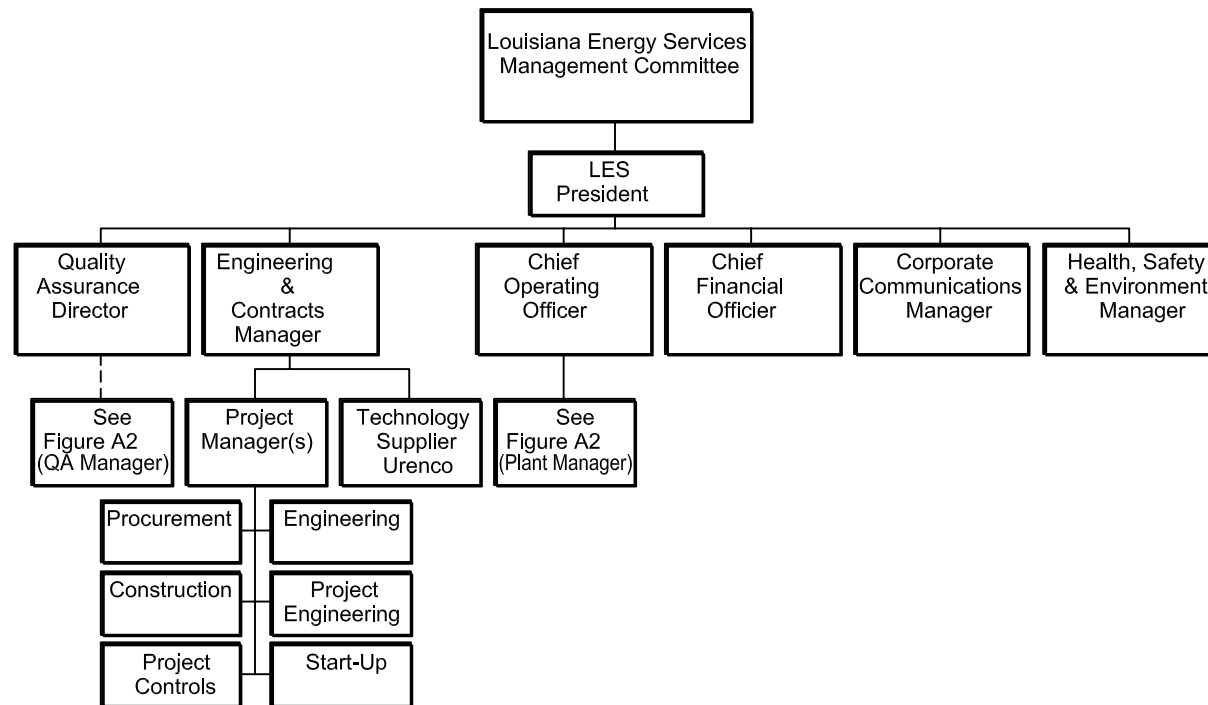 Louisiana Energy Services
Management Committee
LES
President
Quality
Assurance
Director
Engineering
&
Contracts
Manager
Chief
Operating
Officer
Chief
Financial
Officier
Corporate
Communications
Manager
Health, Safety
& Environment
Manager
See
Figure A2
(QA Manager)
Project
Manager(s)
Technology
Supplier
Urenco
See
Figure A2
(Plant Manager)
Procurement
Engineering
Construction
Project
Engineering
Project
Controls
Start-Up